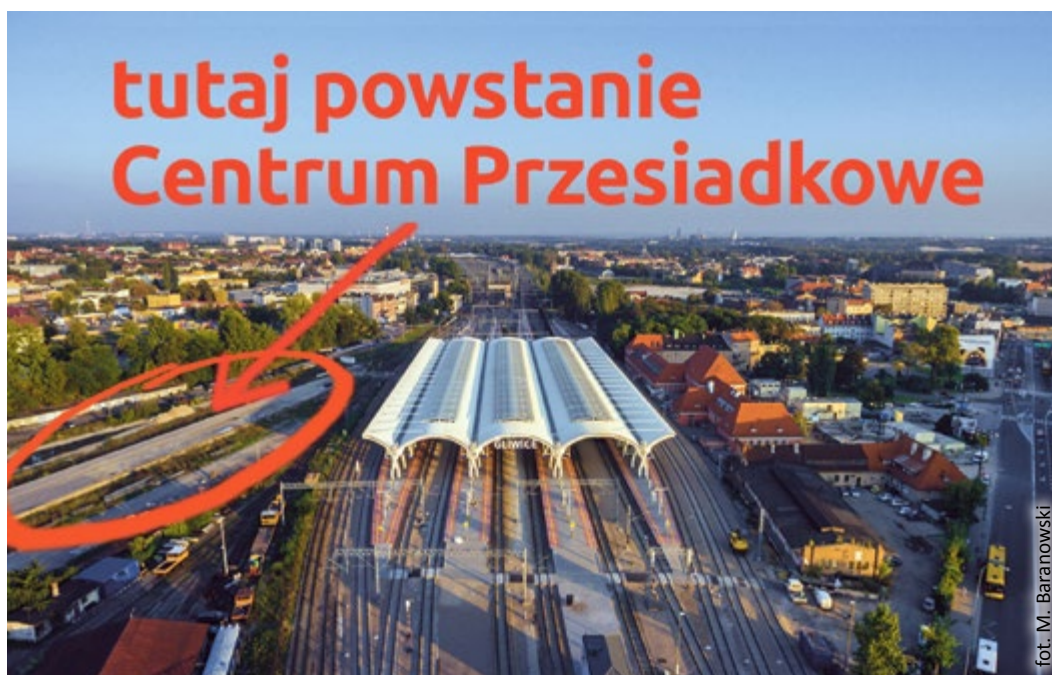 tutaj powstanie
Centrum Przesiadkowe
GLIWICE
fot. M. Baranowski